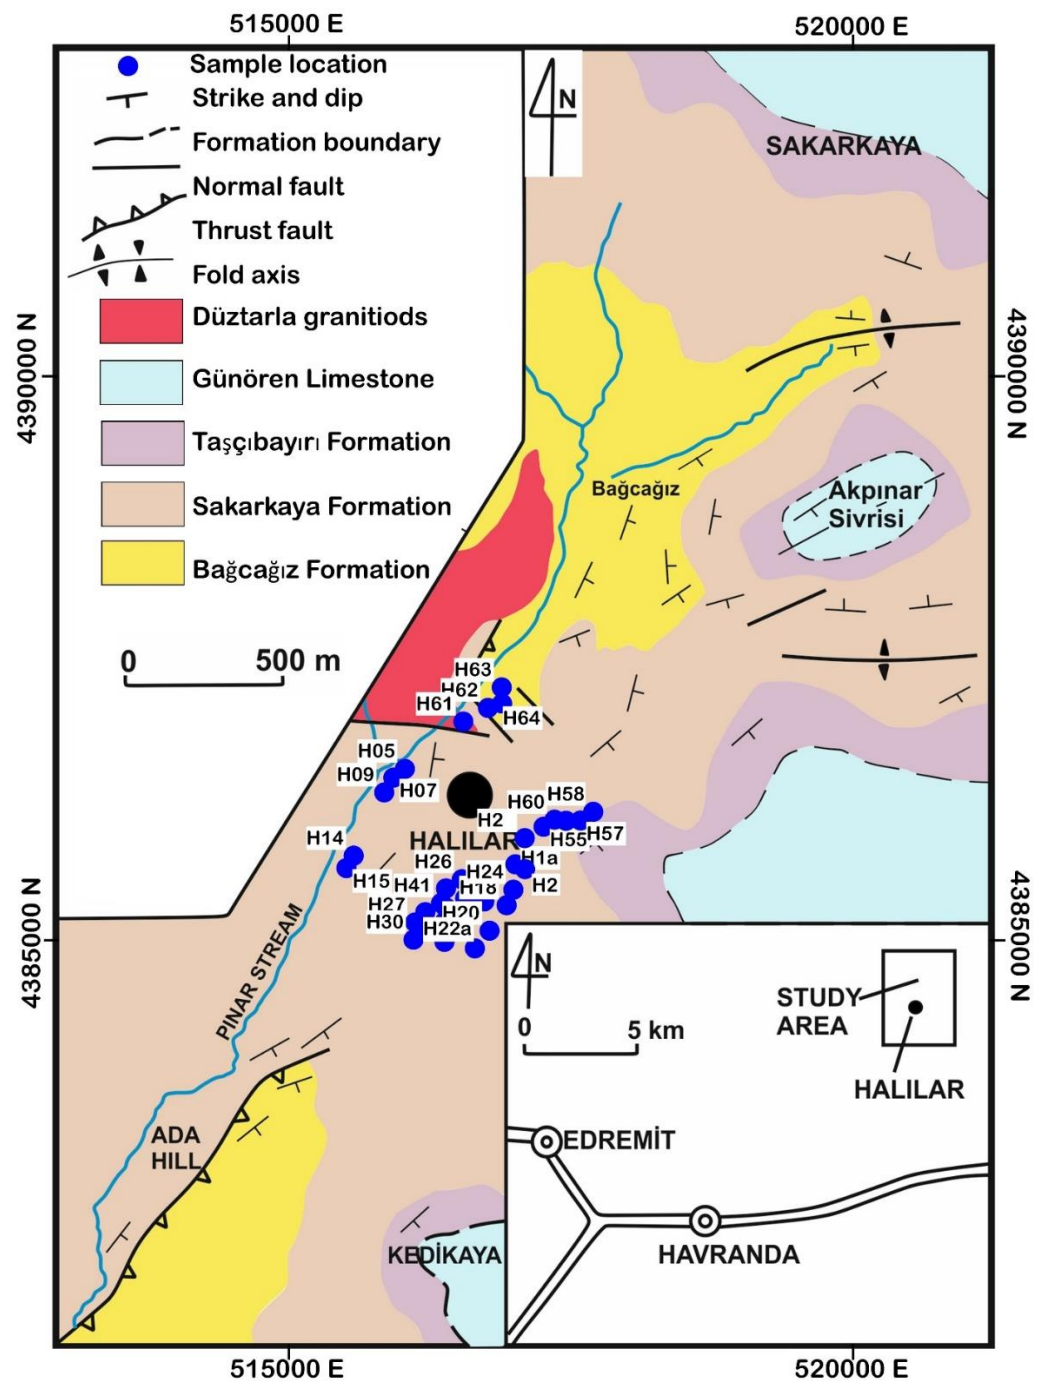 515000 E
520000 E
Sample location
Strike and dip
Formation boundary
Normal fault
Thrust fault
Fold axis
Düztarla granitiods
Günören Limestone
Taşçıbayırı Formation
Sakarkaya Formation
Bağcağız Formation
0 500 m
N
SAKARKAYA
4390000 N
4390000 N
Bağcağız
Akpınar
Sivrisi
H63
H62
H61
H64
H05
H09
H07
H58
H60
H2
H57
H55
HALILAR
H14
H1a
H26
H24
H15
H41
H18
H2
H27
H20
H30
H22a
4385000 N
4385000 N
PINAR STREAM
ADA
HILL
KEDİKAYA
N
0 5 km
STUDY
AREA
HALILAR
EDREMİT
HAVRANDA
515000 E
520000 E